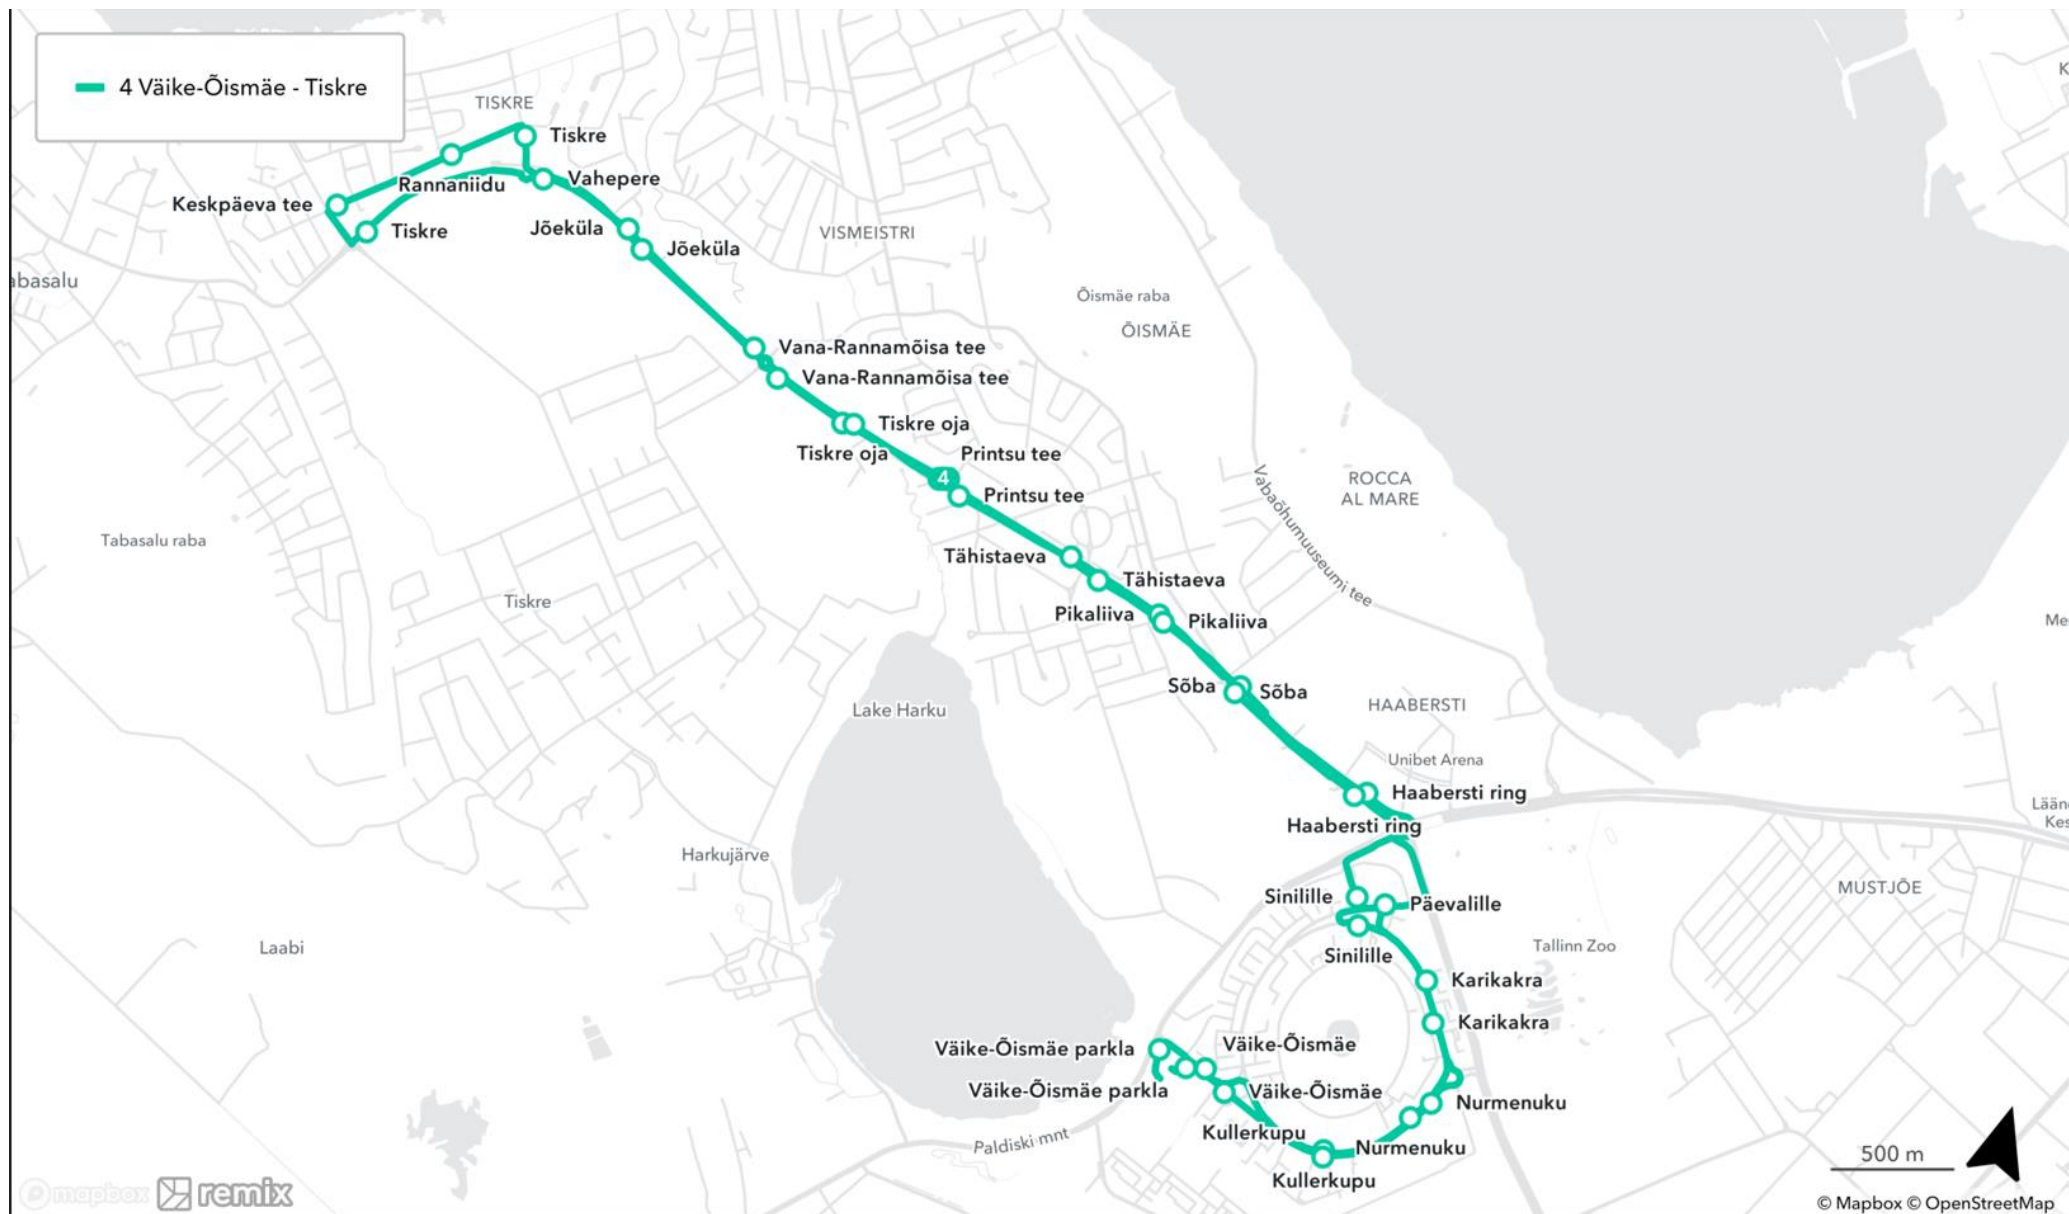 4 Väike-Õismäe - Tiskre
TISKRE
Tiskre
Vahepere
Rannaniidu
Keskpäeva tee
Tiskre
Jõeküla
Jõeküla
VISMEISTRI
abasalu
Õismäe raba
ÕISMÄE
Vana-Rannamõisa tee
Vana-Rannamõisa tee
Tiskre oja
Tiskre oja
Printsu tee
4
Printsu tee
ROCCA
AL MARE
Vabaõhumuuseumi tee
Tabasalu raba
Tähistaeva
Tähistaeva
Tiskre
Pikaliiva
Pikaliiva
Me
Sõba
Sõba
Lake Harku
HAABERSTI
Unibet Arena
Haabersti ring
Haabersti ring
Lään
Kes
Harkujärve
MUSTJÕE
Sinilille
Päevalille
Laabi
Sinilille
Tallinn Zoo
Karikakra
Karikakra
Väike-Õismäe parkla
Väike-Õismäe
Väike-Õismäe parkla
Väike-Õismäe
Nurmenuku
Kullerkupu
Nurmenuku
Paldiski mnt
Kullerkupu
500 m
mapbox
remix
© Mapbox © OpenStreetMap
K